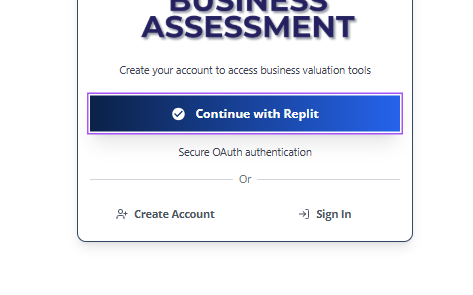 BUSINESS
ASSESSMENT
Create your account to access business valuation tools
Continue with Replit
Secure OAuth authentication
Or
Create Account
Sign In